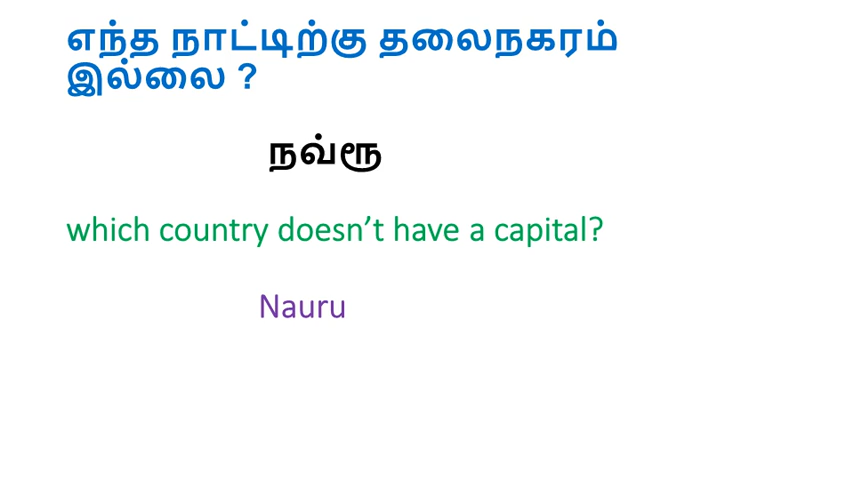 எந்த நாட்டிற்கு தலைநகரம்
இல்லை ?
நவ்ரூ
which country doesn’t have a capital?
Nauru